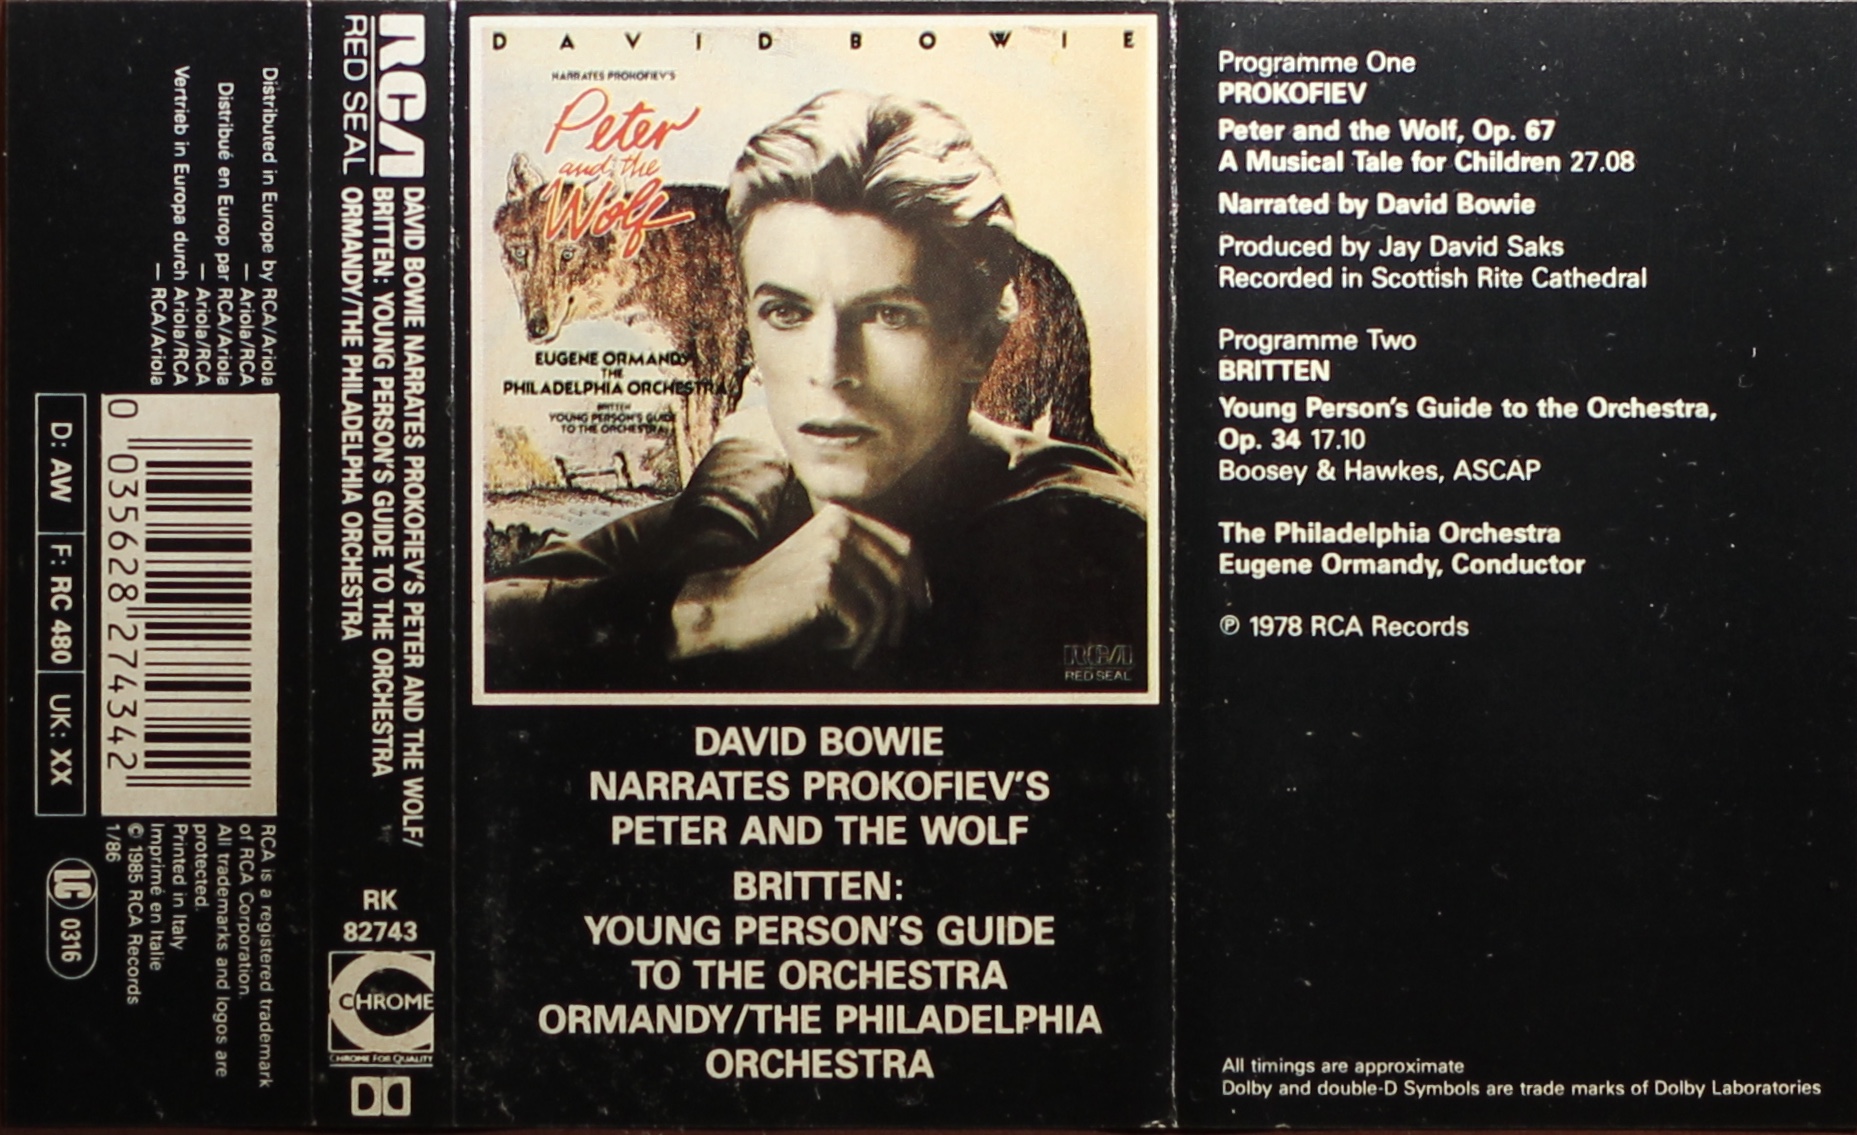 Distributed in Europe by RCA/Ariola
— Ariola/RCA
Distribué en Europ par RCA/Ariola
— Ariola/RCA
Vertrieb in Europa durch Ariola/RCA
— RCA/Ariola
0 035628 274342
D: AW F: RC 480 UK: XX
RCA is a registered trademark
of RCA Corporation.
All trademarks and logos are
protected.
Printed in Italy
Imprimé en Italie
© 1985 RCA Records
1/86
LC 0316
RCA
RED SEAL
DAVID BOWIE NARRATES PROKOFIEV'S PETER AND THE WOLF/
BRITTEN: YOUNG PERSON'S GUIDE TO THE ORCHESTRA
ORMANDY/THE PHILADELPHIA ORCHESTRA
RK
82743
CHROME
CHROME FOR QUALITY
DAVID BOWIE
NARRATES PROKOFIEV'S
Peter
and the
Wolf
EUGENE ORMANDY
THE
PHILADELPHIA ORCHESTRA
BRITTEN
YOUNG PERSON'S GUIDE
TO THE ORCHESTRA
RCA
RED SEAL
DAVID BOWIE
NARRATES PROKOFIEV'S
PETER AND THE WOLF
BRITTEN:
YOUNG PERSON'S GUIDE
TO THE ORCHESTRA
ORMANDY/THE PHILADELPHIA
ORCHESTRA
Programme One
PROKOFIEV
Peter and the Wolf, Op. 67
A Musical Tale for Children 27.08
Narrated by David Bowie
Produced by Jay David Saks
Recorded in Scottish Rite Cathedral
Programme Two
BRITTEN
Young Person's Guide to the Orchestra,
Op. 34 17.10
Boosey & Hawkes, ASCAP
The Philadelphia Orchestra
Eugene Ormandy, Conductor
℗ 1978 RCA Records
All timings are approximate
Dolby and double-D Symbols are trade marks of Dolby Laboratories